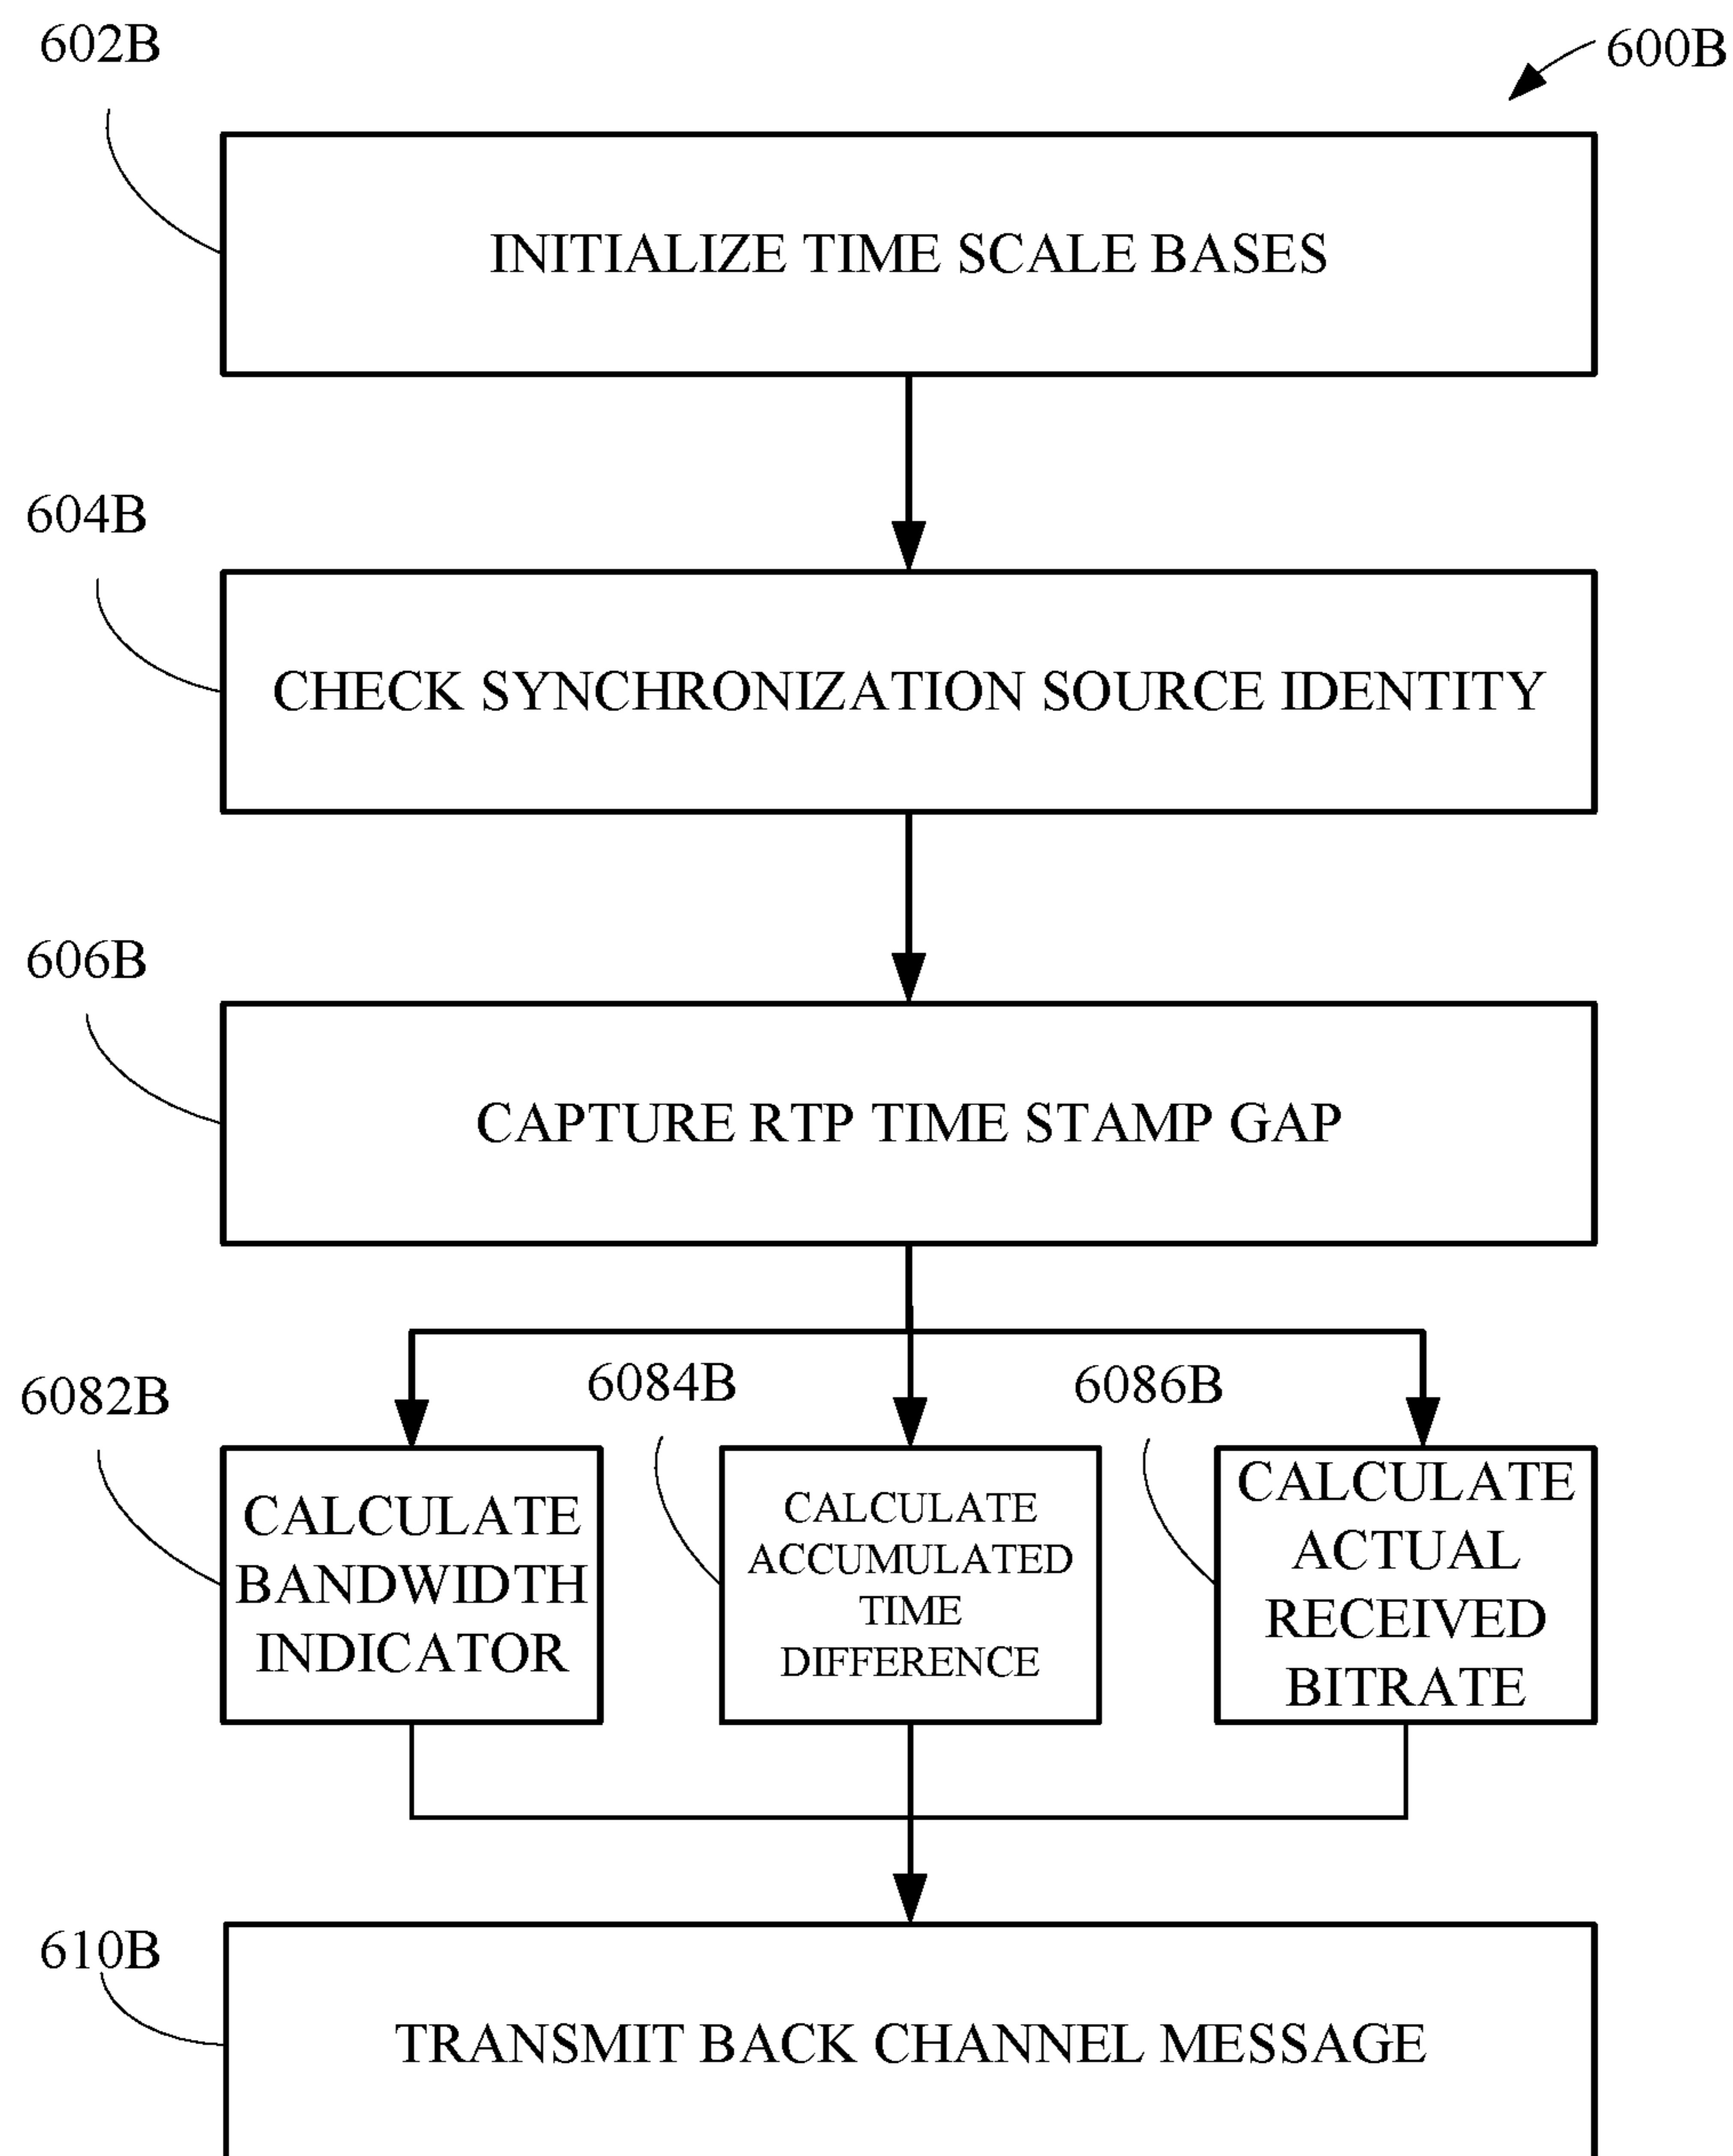 602B
600B
INITIALIZE TIME SCALE BASES
604B
CHECK SYNCHRONIZATION SOURCE IDENTITY
606B
CAPTURE RTP TIME STAMP GAP
6082B
6084B
6086B
CALCULATE
BANDWIDTH
INDICATOR
CALCULATE
ACCUMULATED
TIME
DIFFERENCE
CALCULATE
ACTUAL
RECEIVED
BITRATE
610B
TRANSMIT BACK CHANNEL MESSAGE